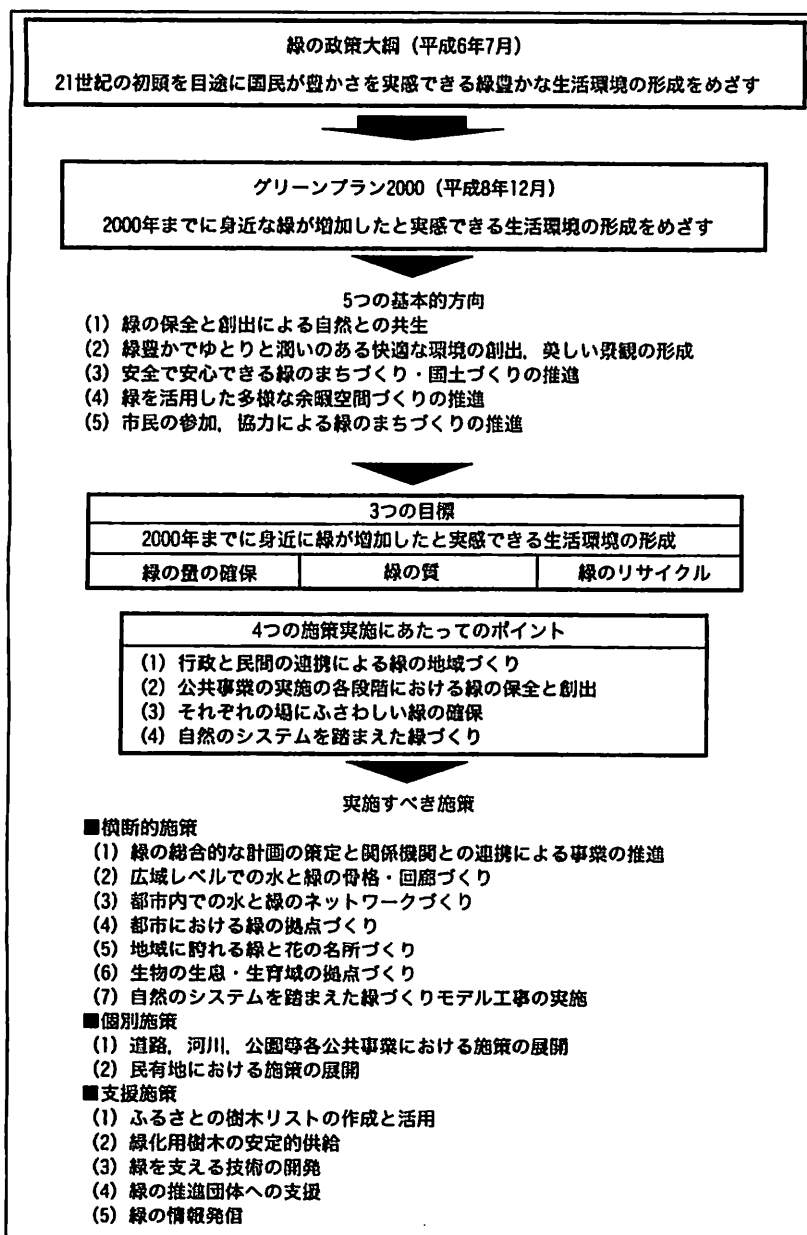 緑の政策大綱（平成6年7月）
21世紀の初頭を目途に国民が豊かさを実感できる緑豊かな生活環境の形成をめざす
グリーンプラン2000（平成8年12月）
2000年までに身近な緑が増加したと実感できる生活環境の形成をめざす
5つの基本的方向
(1) 緑の保全と創出による自然との共生
(2) 緑豊かでゆとりと潤いのある快適な環境の創出，美しい景観の形成
(3) 安全で安心できる緑のまちづくり・国土づくりの推進
(4) 緑を活用した多様な余暇空間づくりの推進
(5) 市民の参加，協力による緑のまちづくりの推進
3つの目標
2000年までに身近に緑が増加したと実感できる生活環境の形成
緑の量の確保 緑の質 緑のリサイクル
4つの施策実施にあたってのポイント
(1) 行政と民間の連携による緑の地域づくり
(2) 公共事業の実施の各段階における緑の保全と創出
(3) それぞれの場にふさわしい緑の確保
(4) 自然のシステムを踏まえた緑づくり
実施すべき施策
■横断的施策
(1) 緑の総合的な計画の策定と関係機関との連携による事業の推進
(2) 広域レベルでの水と緑の骨格・回廊づくり
(3) 都市内での水と緑のネットワークづくり
(4) 都市における緑の拠点づくり
(5) 地域に誇れる緑と花の名所づくり
(6) 生物の生息・生育域の拠点づくり
(7) 自然のシステムを踏まえた緑づくりモデル工事の実施
■個別施策
(1) 道路，河川，公園等各公共事業における施策の展開
(2) 民有地における施策の展開
■支援施策
(1) ふるさとの樹木リストの作成と活用
(2) 緑化用樹木の安定的供給
(3) 緑を支える技術の開発
(4) 緑の推進団体への支援
(5) 緑の情報発信